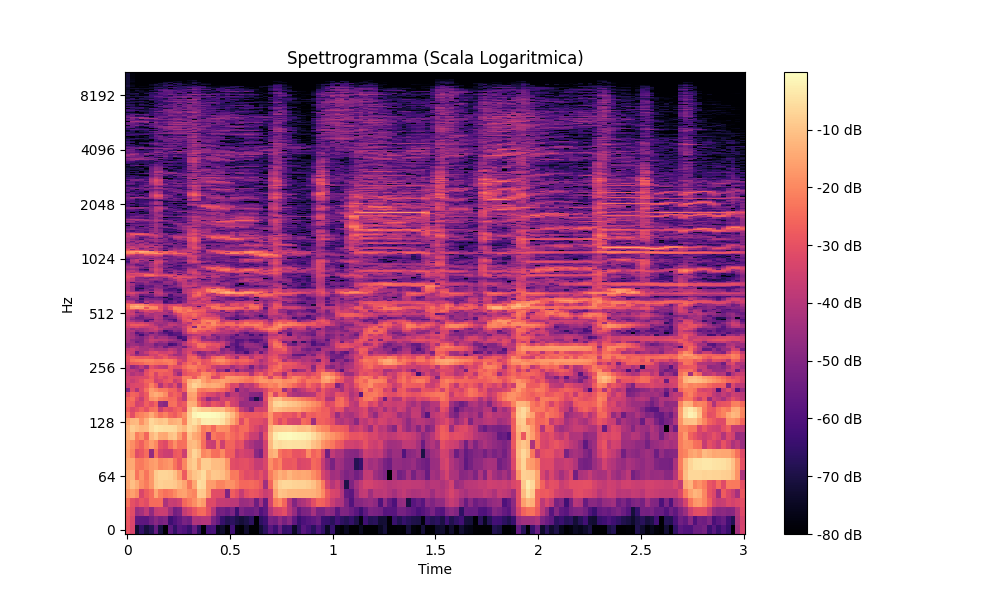 Spettrogramma (Scala Logaritmica)
8192
4096
2048
1024
512
256
128
64
0
Hz
0 0.5 1 1.5 2 2.5 3
Time
-10 dB
-20 dB
-30 dB
-40 dB
-50 dB
-60 dB
-70 dB
-80 dB